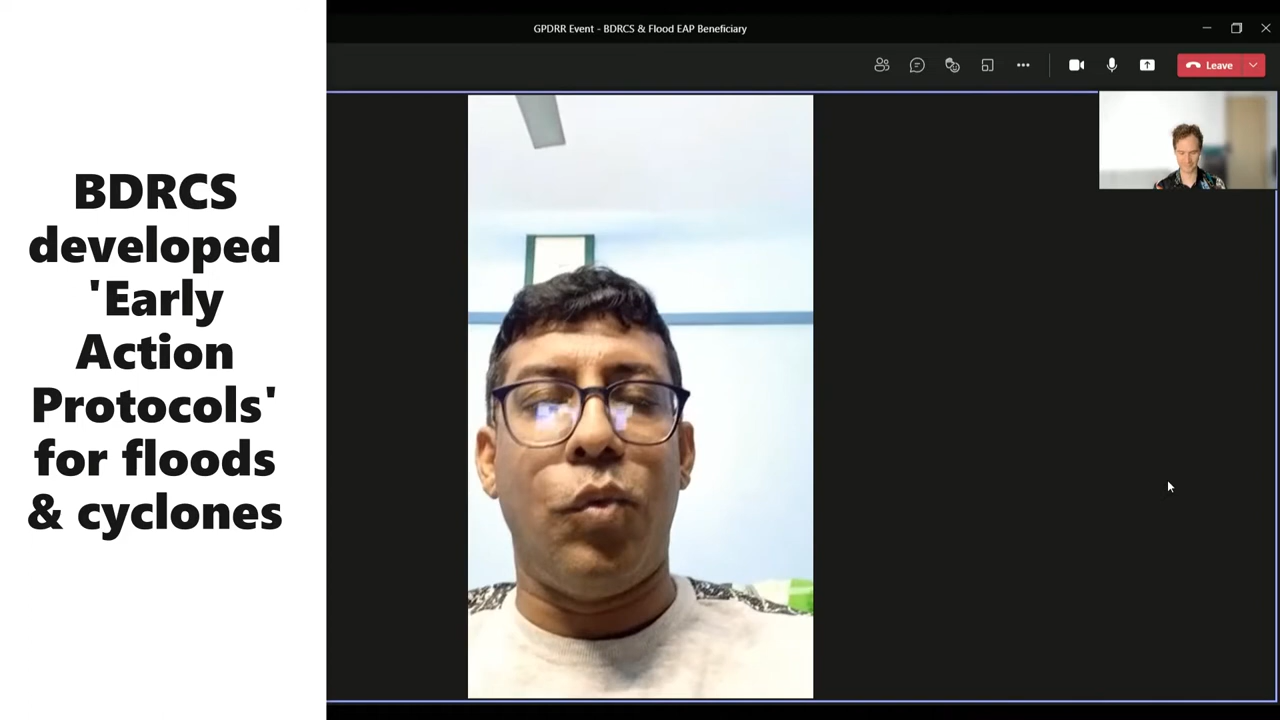 GPDRR Event - BDRCS & Flood EAP Beneficiary
Leave
BDRCS
developed
'Early
Action
Protocols'
for floods
& cyclones